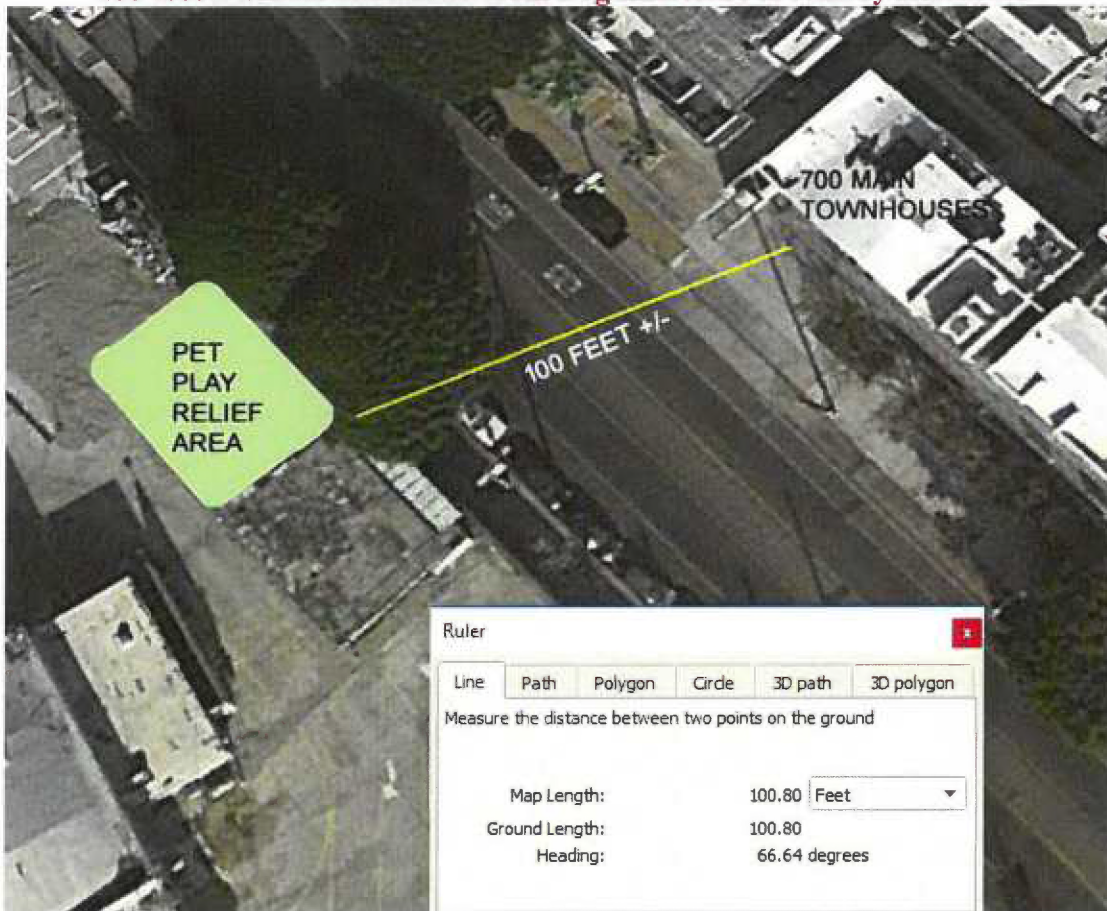 700 MAIN
TOWNHOUSES
100 FEET +/-
PET
PLAY
RELIEF
AREA
Ruler
x
Line Path Polygon Circle 3D path 3D polygon
Measure the distance between two points on the ground
Map Length: 100.80 Feet
Ground Length: 100.80
Heading: 66.64 degrees